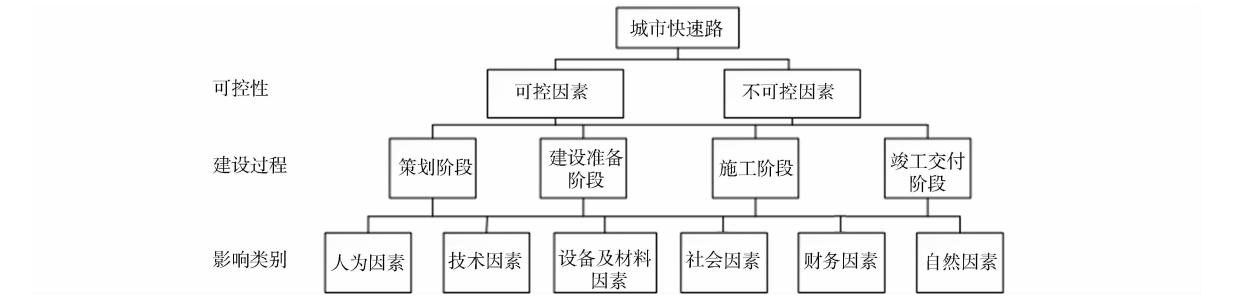 城市快速路
可控性
可控因素
不可控因素
建设过程
策划阶段
建设准备
阶段
施工阶段
竣工交付
阶段
影响类别
人为因素
技术因素
设备及材料
因素
社会因素
财务因素
自然因素